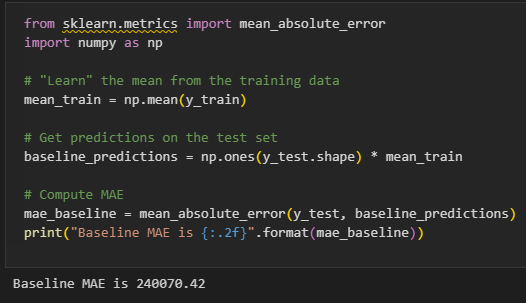 from sklearn.metrics import mean_absolute_error
import numpy as np
# "Learn" the mean from the training data
mean_train = np.mean(y_train)
# Get predictions on the test set
baseline_predictions = np.ones(y_test.shape) * mean_train
# Compute MAE
mae_baseline = mean_absolute_error(y_test, baseline_predictions)
print("Baseline MAE is {:.2f}".format(mae_baseline))
Baseline MAE is 240070.42